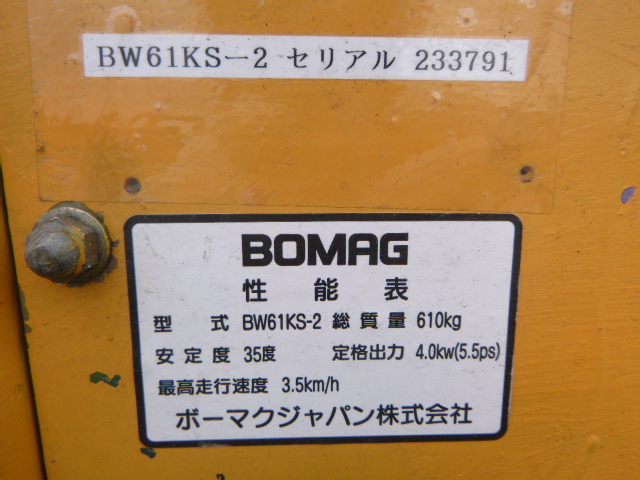 BW61KS-2 セリアル 233791
BOMAG
性能表
型式 BW61KS-2 総質量 610kg
安定度 35度 定格出力 4.0kw(5.5ps)
最高走行速度 3.5km/h
ボーマクジャパン株式会社